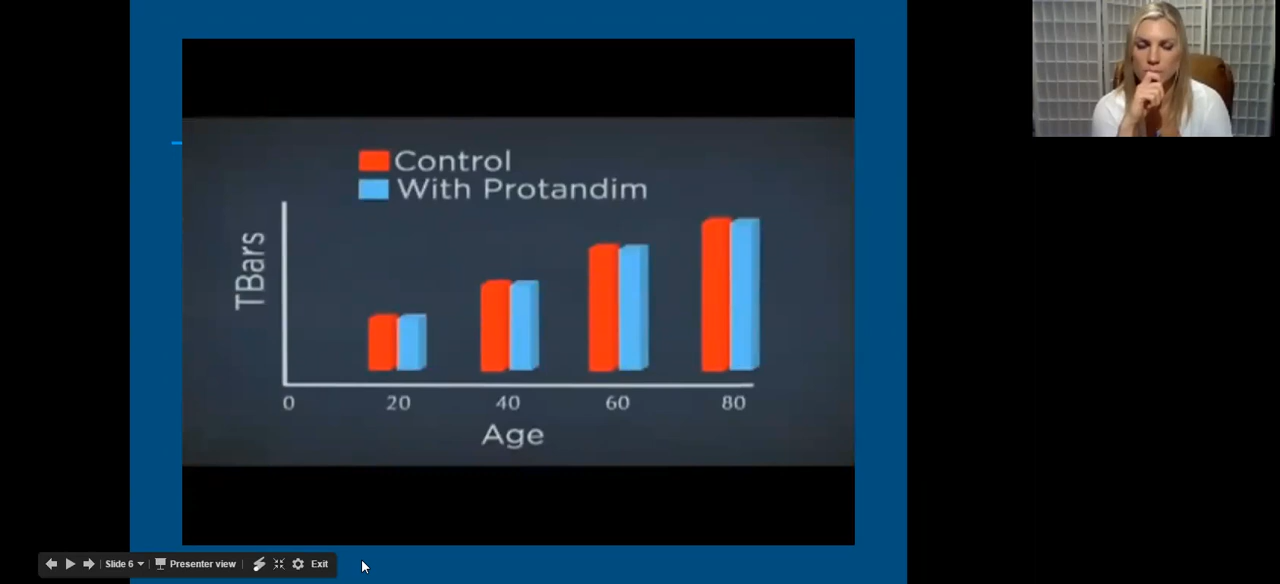 Control
With Protandim
TBars
0 20 40 60 80
Age
Slide 6 Presenter view Exit